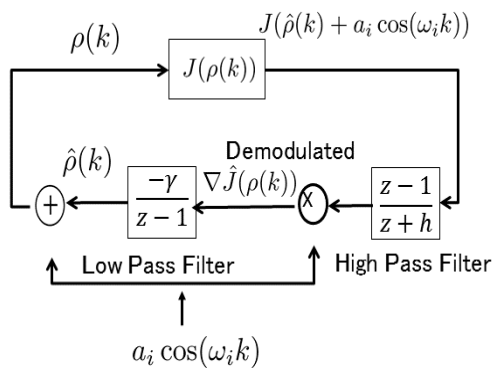 ρ(k)
J(ρ̂(k) + a_i cos(ω_i k))
J(ρ(k))
Demodulated
ρ̂(k)
∇Ĵ(ρ(k))
+
−γ
z − 1
X
z − 1
z + h
Low Pass Filter
High Pass Filter
a_i cos(ω_i k)